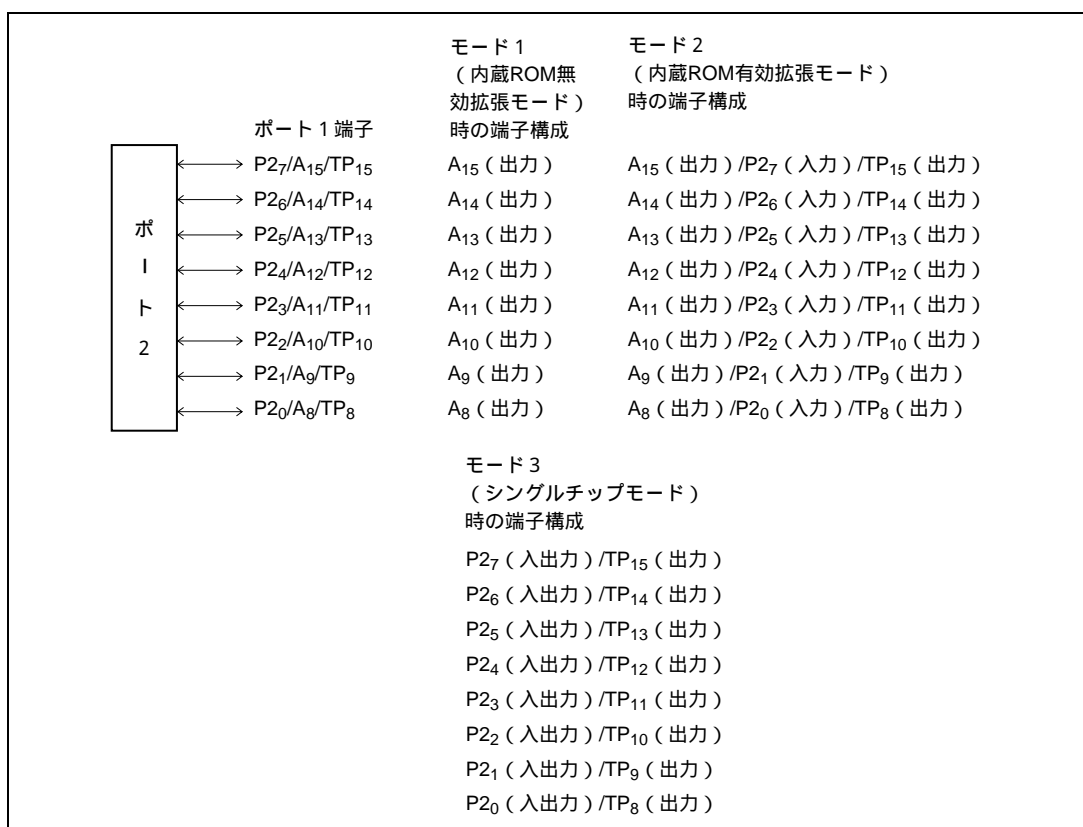 モード1
（内蔵ROM無
効拡張モード）
時の端子構成
モード2
（内蔵ROM有効拡張モード）
時の端子構成
ポート1端子
ポート2
P2₇/A₁₅/TP₁₅ A₁₅（出力） A₁₅（出力）/P2₇（入力）/TP₁₅（出力）
P2₆/A₁₄/TP₁₄ A₁₄（出力） A₁₄（出力）/P2₆（入力）/TP₁₄（出力）
P2₅/A₁₃/TP₁₃ A₁₃（出力） A₁₃（出力）/P2₅（入力）/TP₁₃（出力）
P2₄/A₁₂/TP₁₂ A₁₂（出力） A₁₂（出力）/P2₄（入力）/TP₁₂（出力）
P2₃/A₁₁/TP₁₁ A₁₁（出力） A₁₁（出力）/P2₃（入力）/TP₁₁（出力）
P2₂/A₁₀/TP₁₀ A₁₀（出力） A₁₀（出力）/P2₂（入力）/TP₁₀（出力）
P2₁/A₉/TP₉ A₉（出力） A₉（出力）/P2₁（入力）/TP₉（出力）
P2₀/A₈/TP₈ A₈（出力） A₈（出力）/P2₀（入力）/TP₈（出力）
モード3
（シングルチップモード）
時の端子構成
P2₇（入出力）/TP₁₅（出力）
P2₆（入出力）/TP₁₄（出力）
P2₅（入出力）/TP₁₃（出力）
P2₄（入出力）/TP₁₂（出力）
P2₃（入出力）/TP₁₁（出力）
P2₂（入出力）/TP₁₀（出力）
P2₁（入出力）/TP₉（出力）
P2₀（入出力）/TP₈（出力）